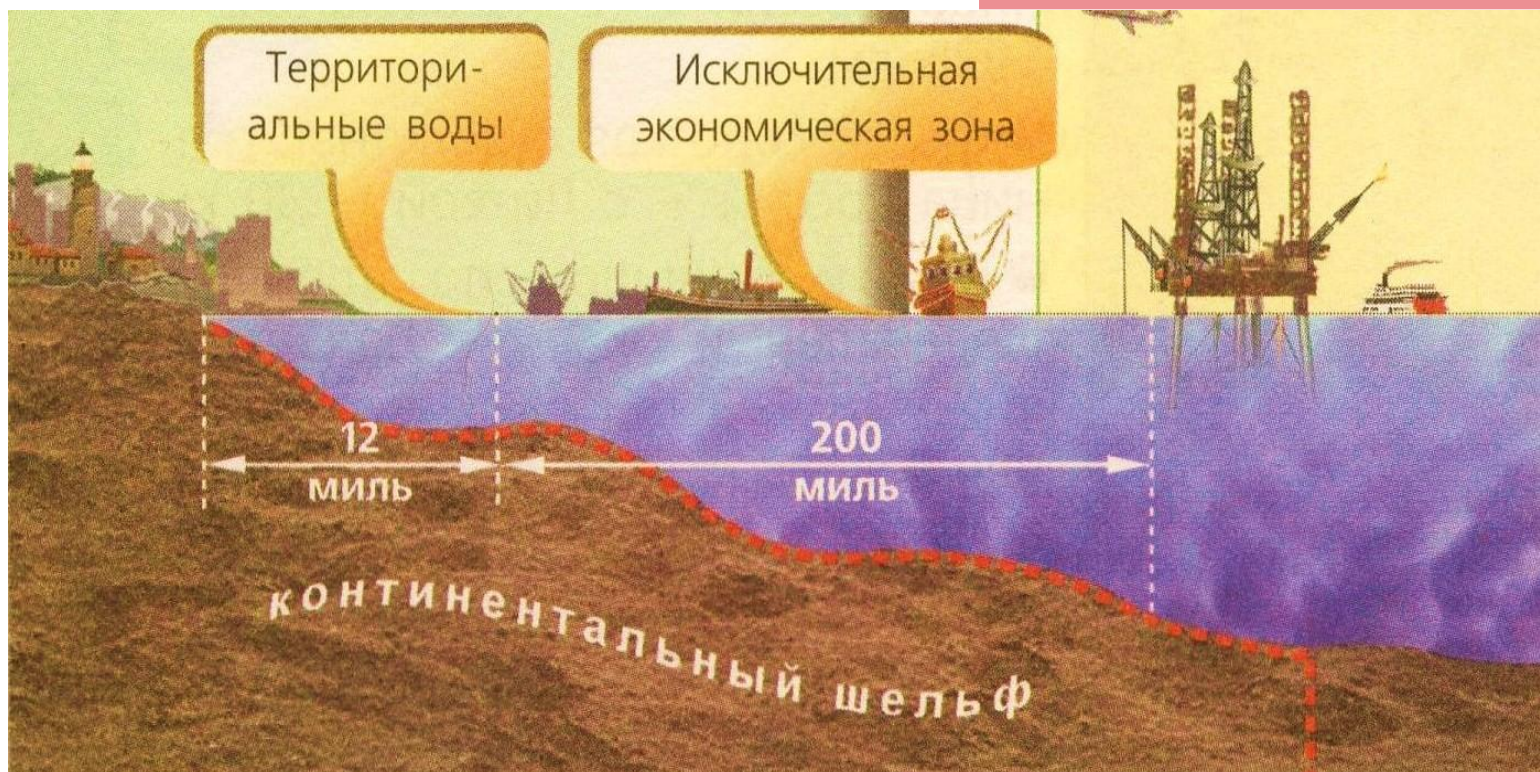 Территори-
альные воды
Исключительная
экономическая зона
12
миль
200
миль
континентальный шельф